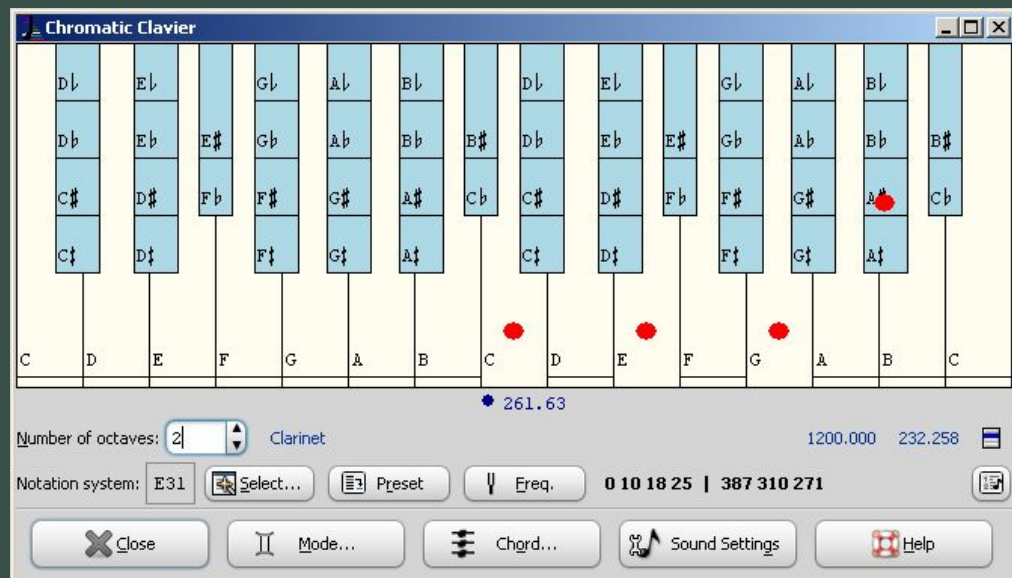 Chromatic Clavier
D𝄳 E𝄳 G𝄳 A𝄳 B𝄳 D𝄳 E𝄳 G𝄳 A𝄳 B𝄳
D♭ E♭ E♯ G♭ A♭ B♭ B♯ D♭ E♭ E♯ G♭ A♭ B♭ B♯
C♯ D♯ F♭ F♯ G♯ A♯ C♭ C♯ D♯ F♭ F♯ G♯ A♯ C♭
C‡ D‡ F‡ G‡ A‡ C‡ D‡ F‡ G‡ A‡
C D E F G A B C D E F G A B C
261.63
Number of octaves: 2 Clarinet 1200.000 232.258
Notation system: E31 Select... Preset Freq. 0 10 18 25 | 387 310 271
Close Mode... Chord... Sound Settings Help